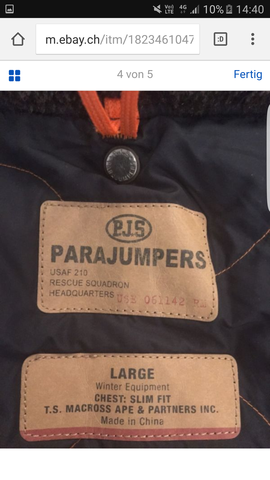 10% 14:40
m.ebay.ch/itm/1823461047
:D
4 von 5
Fertig
P.J.S
PARAJUMPERS
USAF 210
RESCUE SQUADRON
HEADQUARTERS
LARGE
Winter Equipment
CHEST: SLIM FIT
T.S. MACROSS APE & PARTNERS INC.
Made in China